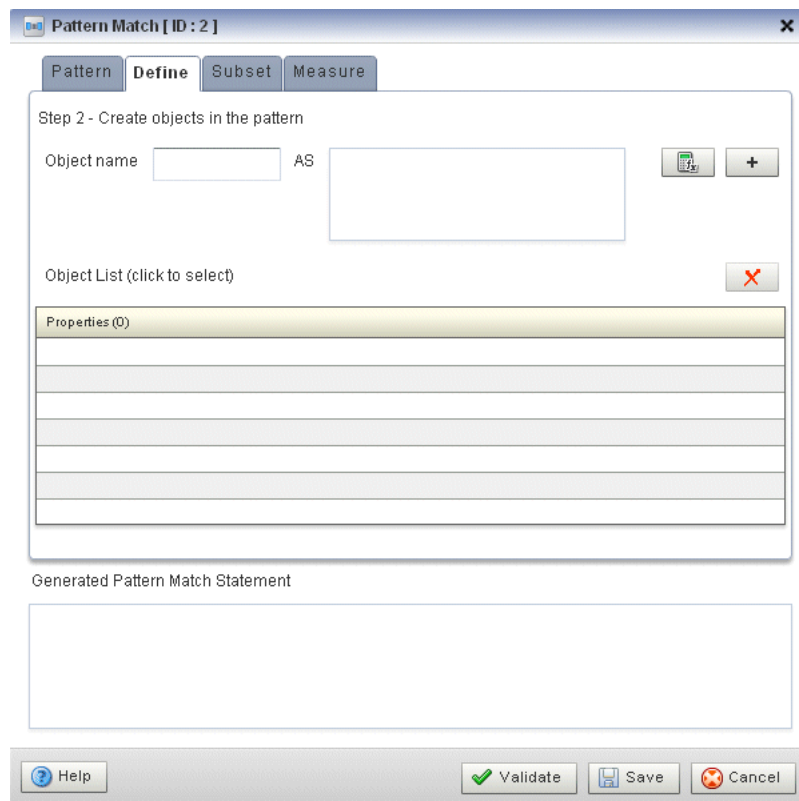 Pattern Match [ ID : 2 ]
Pattern Define Subset Measure
Step 2 - Create objects in the pattern
Object name AS
+
Object List (click to select)
Properties (0)
Generated Pattern Match Statement
Help Validate Save Cancel